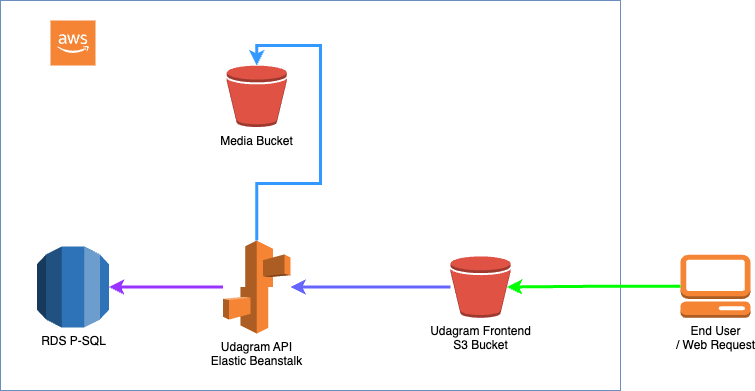 aws
Media Bucket
RDS P-SQL
Udagram API
Elastic Beanstalk
Udagram Frontend
S3 Bucket
End User
/ Web Request